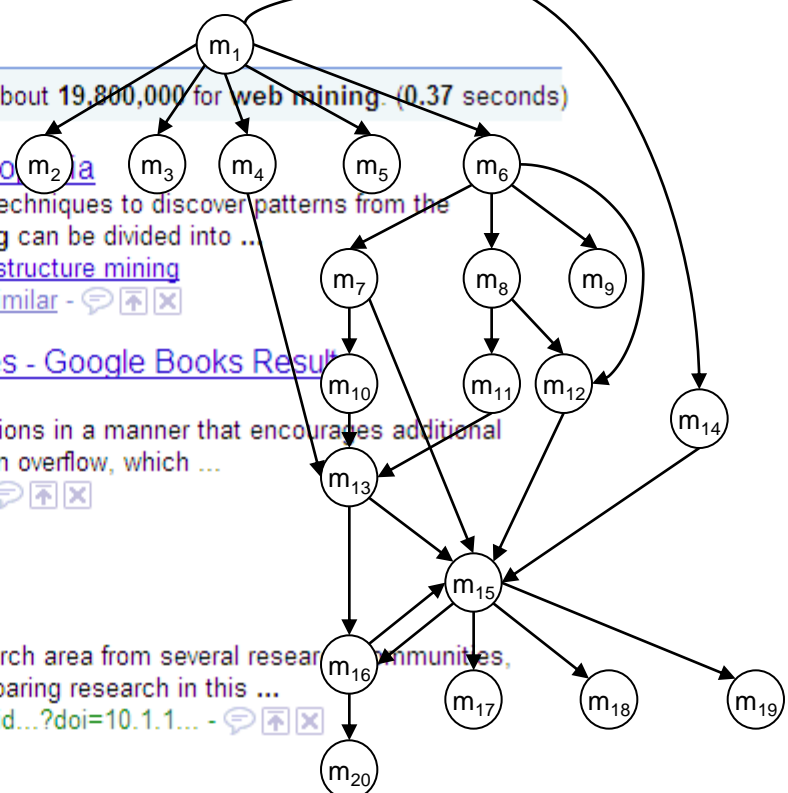 m1
bout 19,800,000 for web mining. (0.37 seconds)
m2 m3 m4 m5 m6
echniques to discover patterns from the
g can be divided into ...
structure mining
m7 m8 m9
milar -
es - Google Books Result
m10 m11 m12
m14
ions in a manner that encourages additional
n overflow, which ...
m13
m15
rch area from several research communities,
m16
paring research in this ...
m17 m18 m19
d...?doi=10.1.1... -
m20